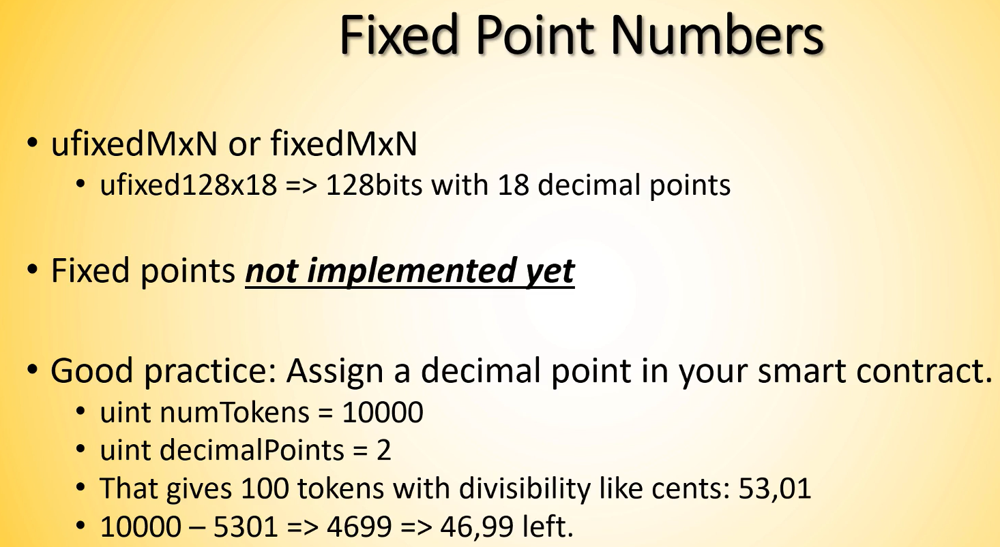 Fixed Point Numbers
• ufixedMxN or fixedMxN
• ufixed128x18 => 128bits with 18 decimal points
• Fixed points not implemented yet
• Good practice: Assign a decimal point in your smart contract.
• uint numTokens = 10000
• uint decimalPoints = 2
• That gives 100 tokens with divisibility like cents: 53,01
• 10000 – 5301 => 4699 => 46,99 left.